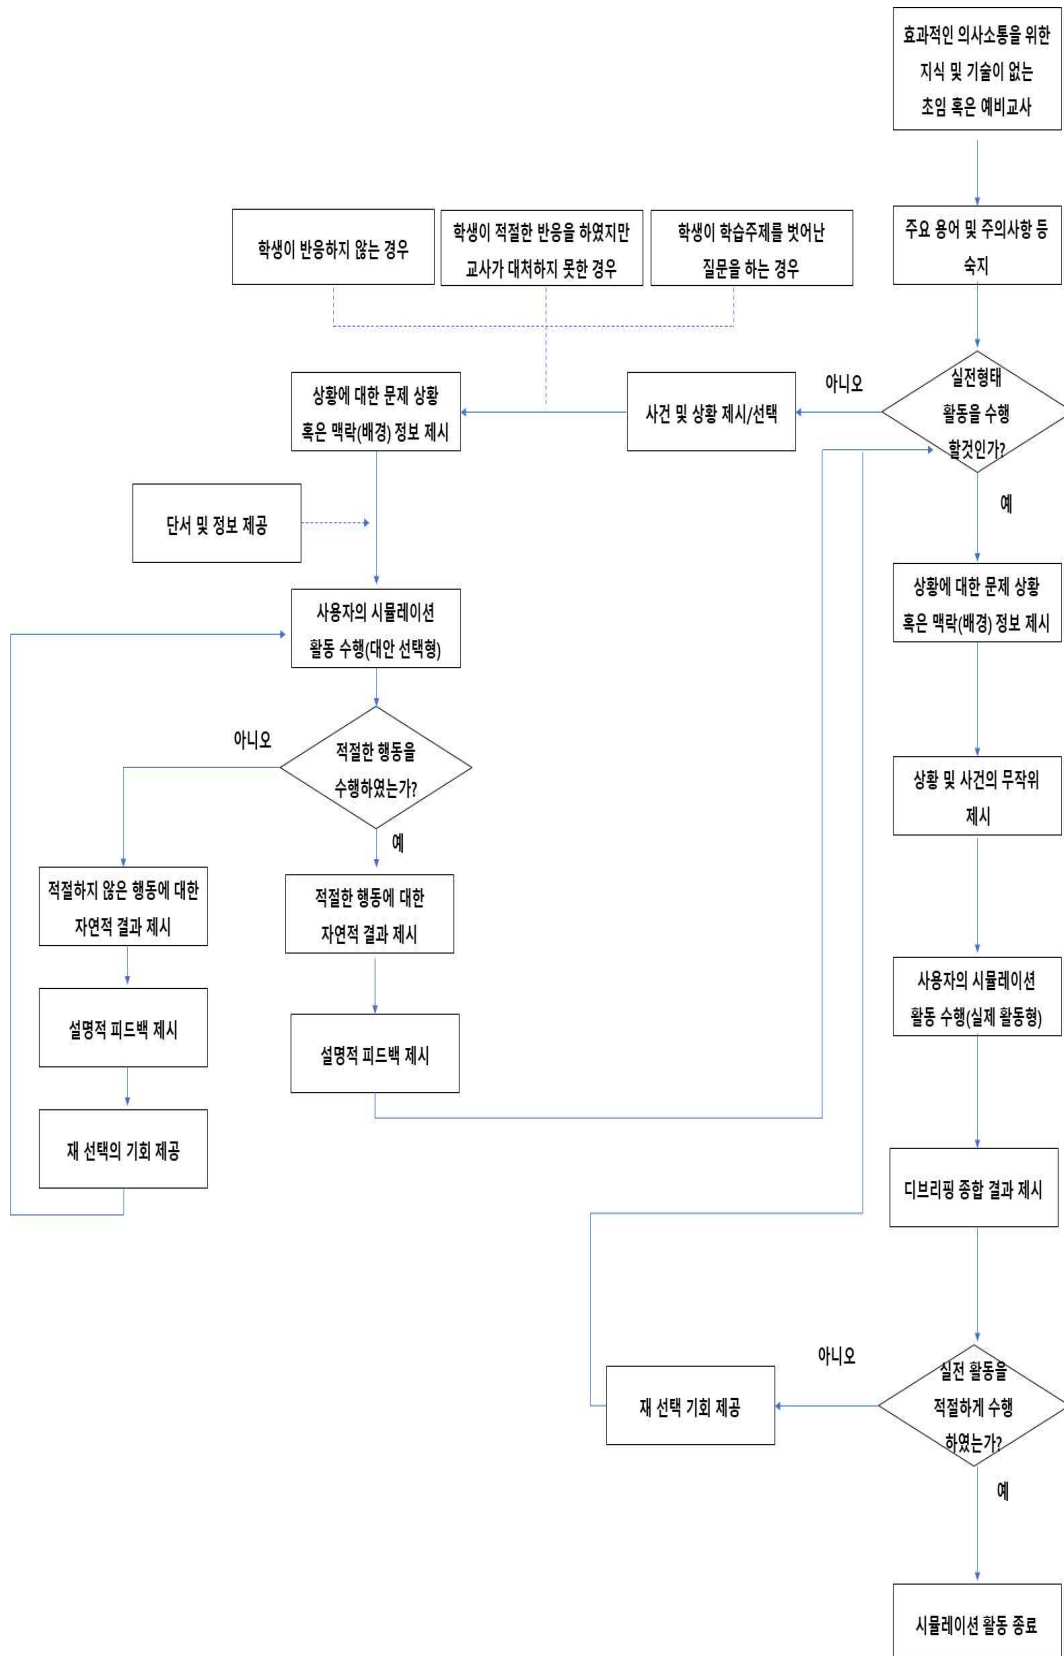 효과적인 의사소통을 위한
지식 및 기술이 없는
초임 혹은 예비교사
주요 용어 및 주의사항 등
숙지
학생이 반응하지 않는 경우
학생이 적절한 반응을 하였지만
교사가 대처하지 못한 경우
학생이 학습주제를 벗어난
질문을 하는 경우
실전형태
활동을 수행
할것인가?
아니오
예
사건 및 상황 제시/선택
상황에 대한 문제 상황
혹은 맥락(배경) 정보 제시
단서 및 정보 제공
사용자의 시뮬레이션
활동 수행(대안 선택형)
적절한 행동을
수행하였는가?
아니오
예
적절하지 않은 행동에 대한
자연적 결과 제시
설명적 피드백 제시
재 선택의 기회 제공
적절한 행동에 대한
자연적 결과 제시
설명적 피드백 제시
상황에 대한 문제 상황
혹은 맥락(배경) 정보 제시
상황 및 사건의 무작위
제시
사용자의 시뮬레이션
활동 수행(실제 활동형)
디브리핑 종합 결과 제시
실전 활동을
적절하게 수행
하였는가?
아니오
재 선택 기회 제공
예
시뮬레이션 활동 종료